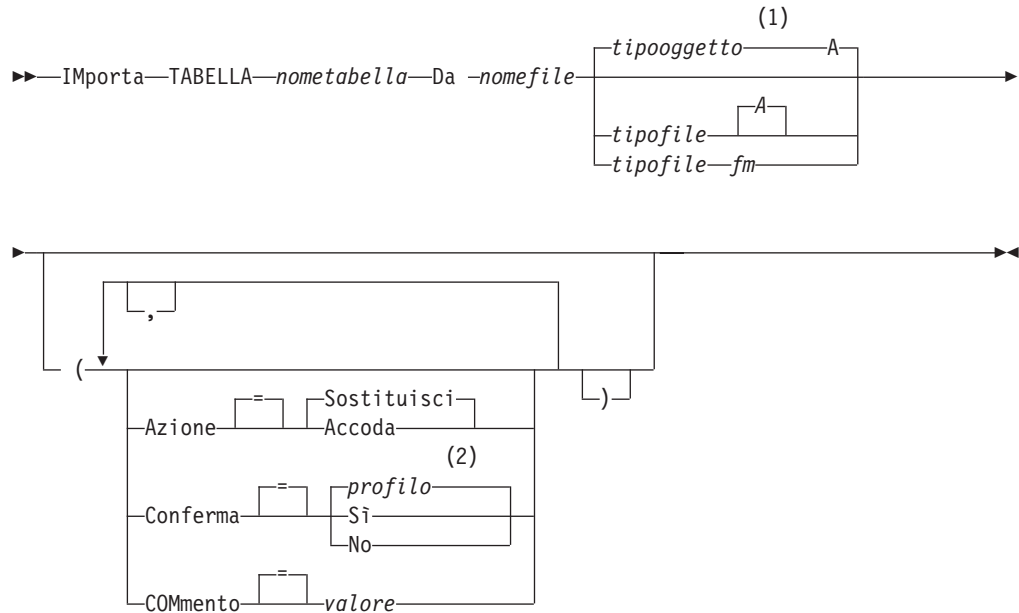 (1)
tipooggetto A
IMporta TABELLA nometabella Da nomefile
A
tipofile
tipofile fm
,
(
)
= Sostituisci
Azione Accoda
(2)
= profilo
Conferma Sì
No
=
COMmento valore